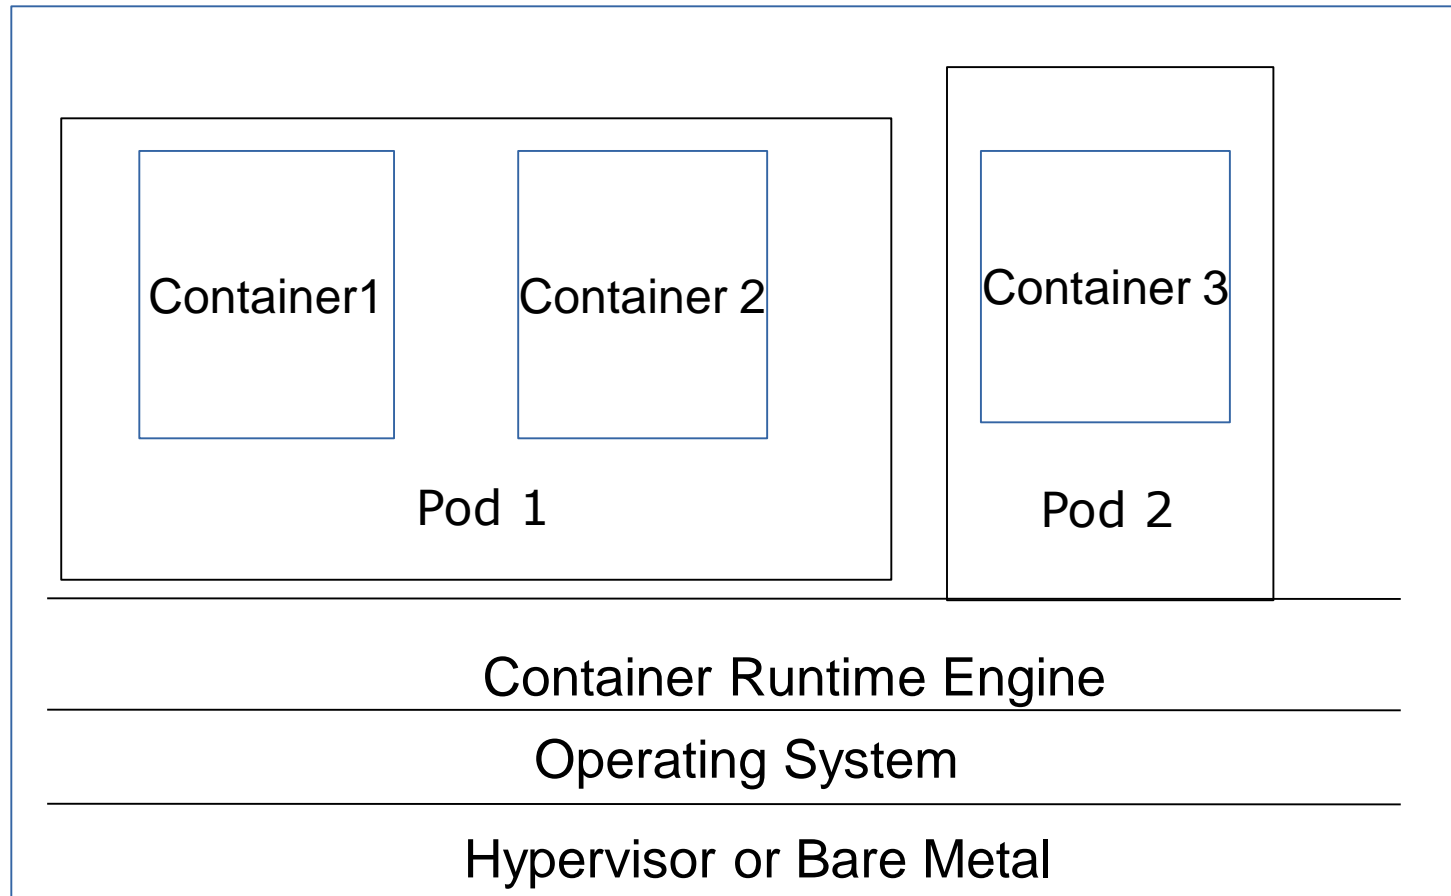 Container1
Container 2
Container 3
Pod 1
Pod 2
Container Runtime Engine
Operating System
Hypervisor or Bare Metal